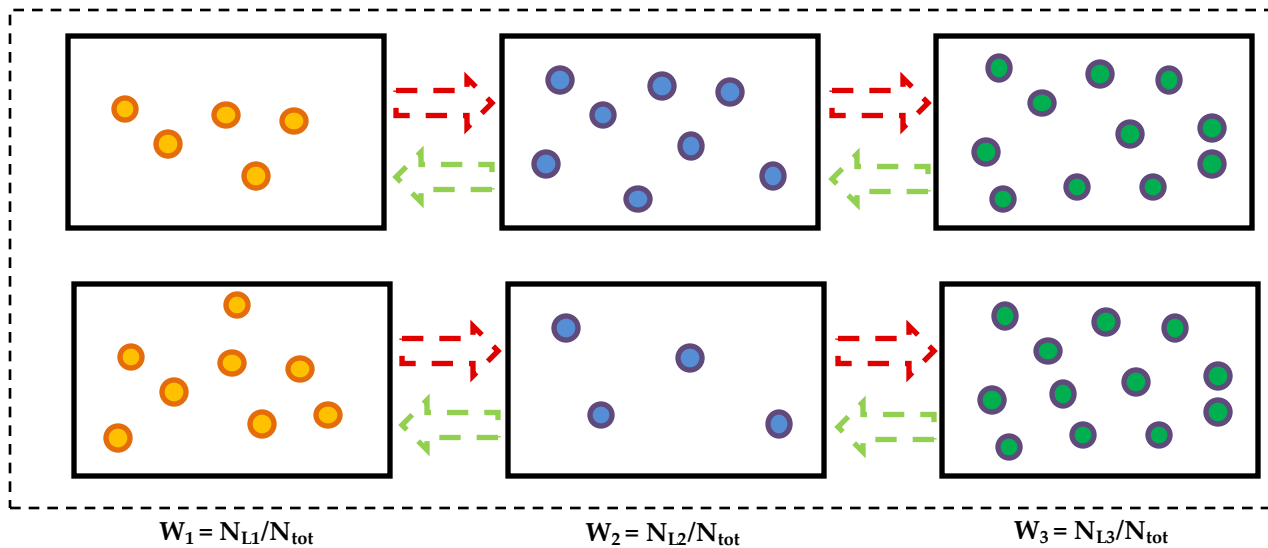 W₁ = N_L1/N_tot
W₂ = N_L2/N_tot
W₃ = N_L3/N_tot